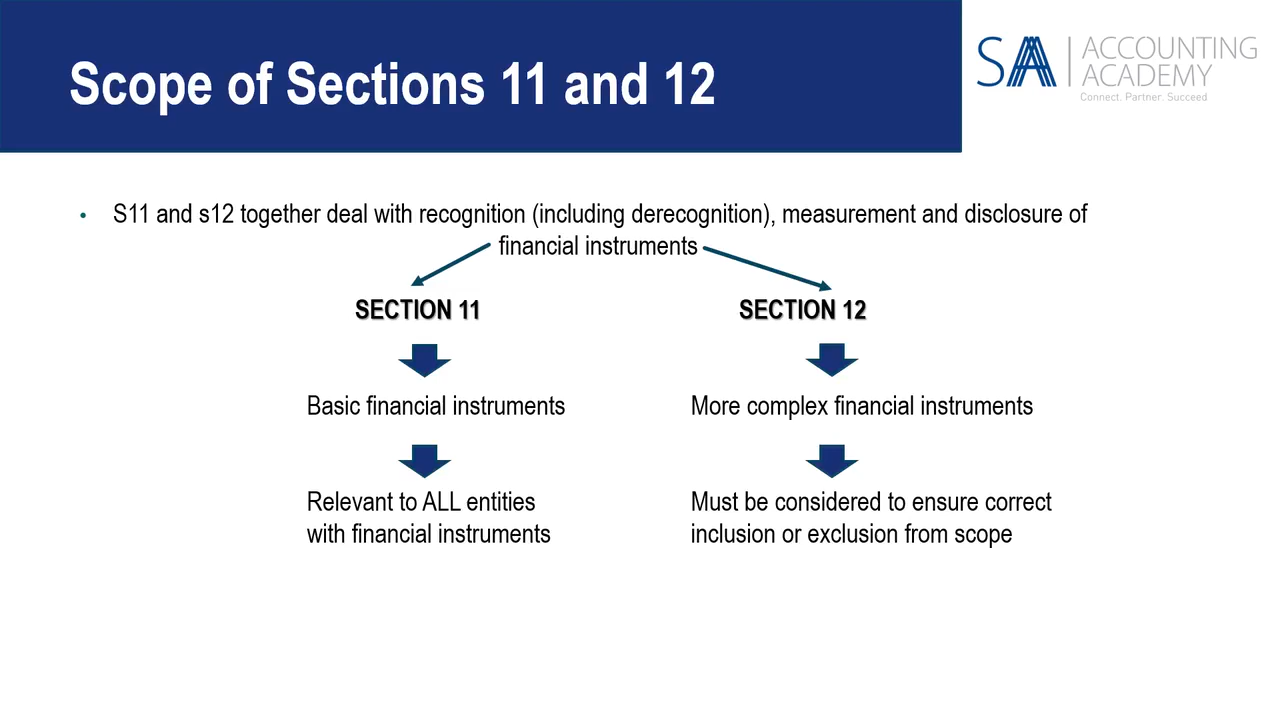 Scope of Sections 11 and 12
SAA
ACCOUNTING
ACADEMY
Connect. Partner. Succeed
• S11 and s12 together deal with recognition (including derecognition), measurement and disclosure of
financial instruments
SECTION 11
SECTION 12
Basic financial instruments
More complex financial instruments
Relevant to ALL entities
with financial instruments
Must be considered to ensure correct
inclusion or exclusion from scope